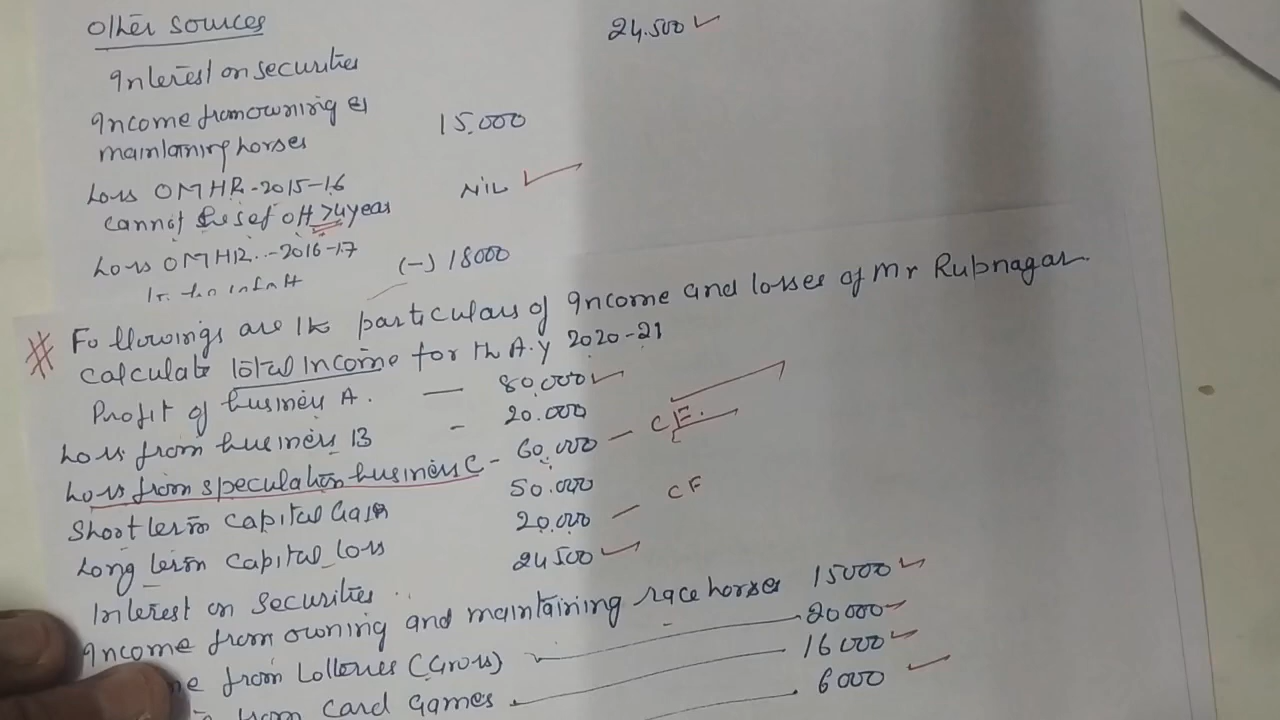 Other sources 24.500
Interest on securities
Income from owning &
maintaining horses 15.000
Loss OMHR-2015-16 NIL
Cannot be set off >4 year
Loss OMHR...-2016-17 (-) 18000
Followings are the particulars of Income and losses of Mr Rupnagar
Calculate total Income for the A.Y 2020-21
Profit of business A. — 80,000
Loss from business B - 20.000
Loss from speculation business C - 60,000 — CF.
Short term Capital Gain 50.000
Long term Capital loss 20,000 — CF
Interest on securities .. 24,500
Income from owning and maintaining race horses 15000
from Lotteries (Gross) 20000
from Card Games 16000
6000